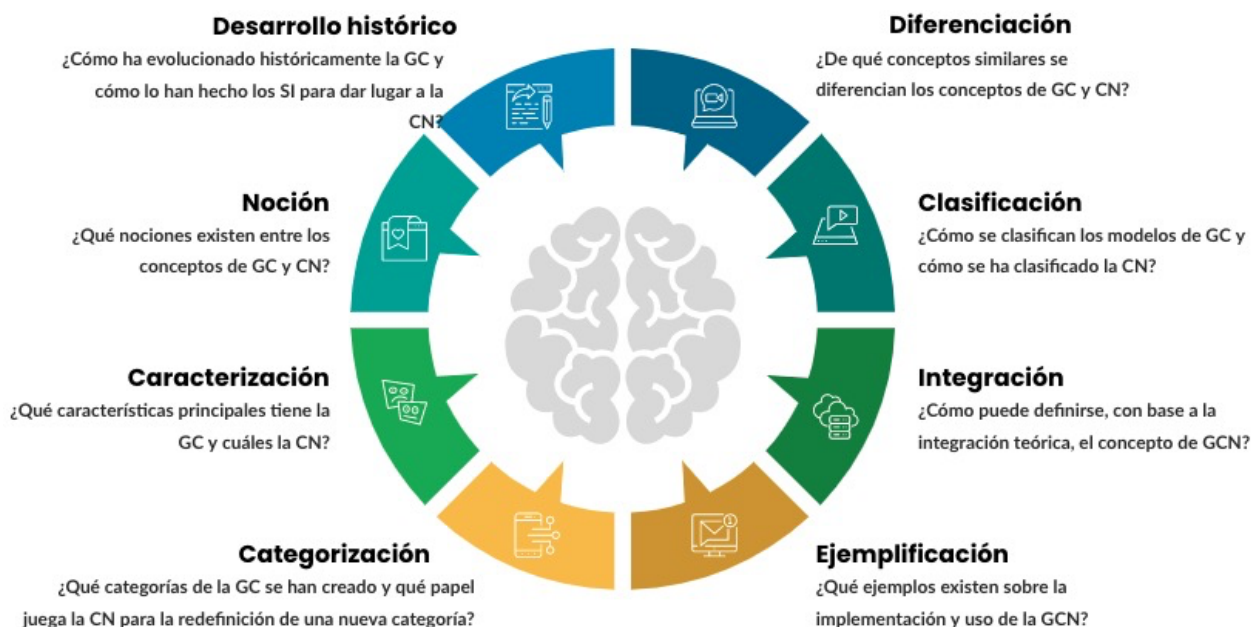 Desarrollo histórico
¿Cómo ha evolucionado históricamente la GC y
cómo lo han hecho los SI para dar lugar a la
CN?
Noción
¿Qué nociones existen entre los
conceptos de GC y CN?
Caracterización
¿Qué características principales tiene la
GC y cuáles la CN?
Categorización
¿Qué categorías de la GC se han creado y qué papel
juega la CN para la redefinición de una nueva categoría?
Diferenciación
¿De qué conceptos similares se
diferencian los conceptos de GC y CN?
Clasificación
¿Cómo se clasifican los modelos de GC y
cómo se ha clasificado la CN?
Integración
¿Cómo puede definirse, con base a la
integración teórica, el concepto de GCN?
Ejemplificación
¿Qué ejemplos existen sobre la
implementación y uso de la GCN?
1